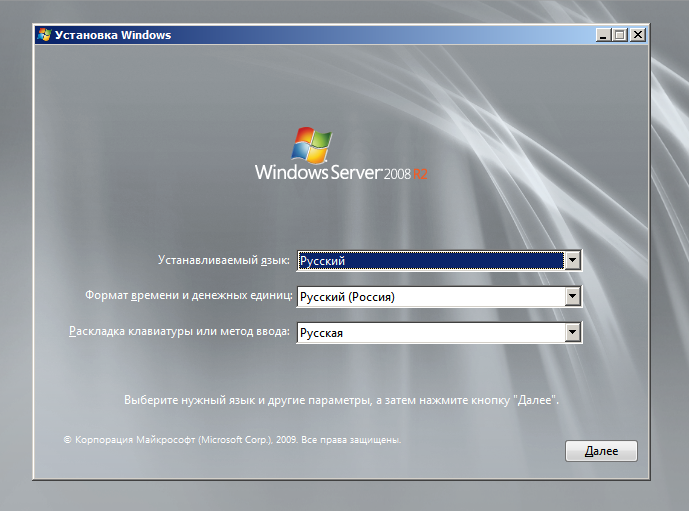 Установка Windows
Windows Server 2008 R2
Устанавливаемый язык: Русский
Формат времени и денежных единиц: Русский (Россия)
Раскладка клавиатуры или метод ввода: Русская
Выберите нужный язык и другие параметры, а затем нажмите кнопку "Далее".
© Корпорация Майкрософт (Microsoft Corp.), 2009. Все права защищены.
Далее